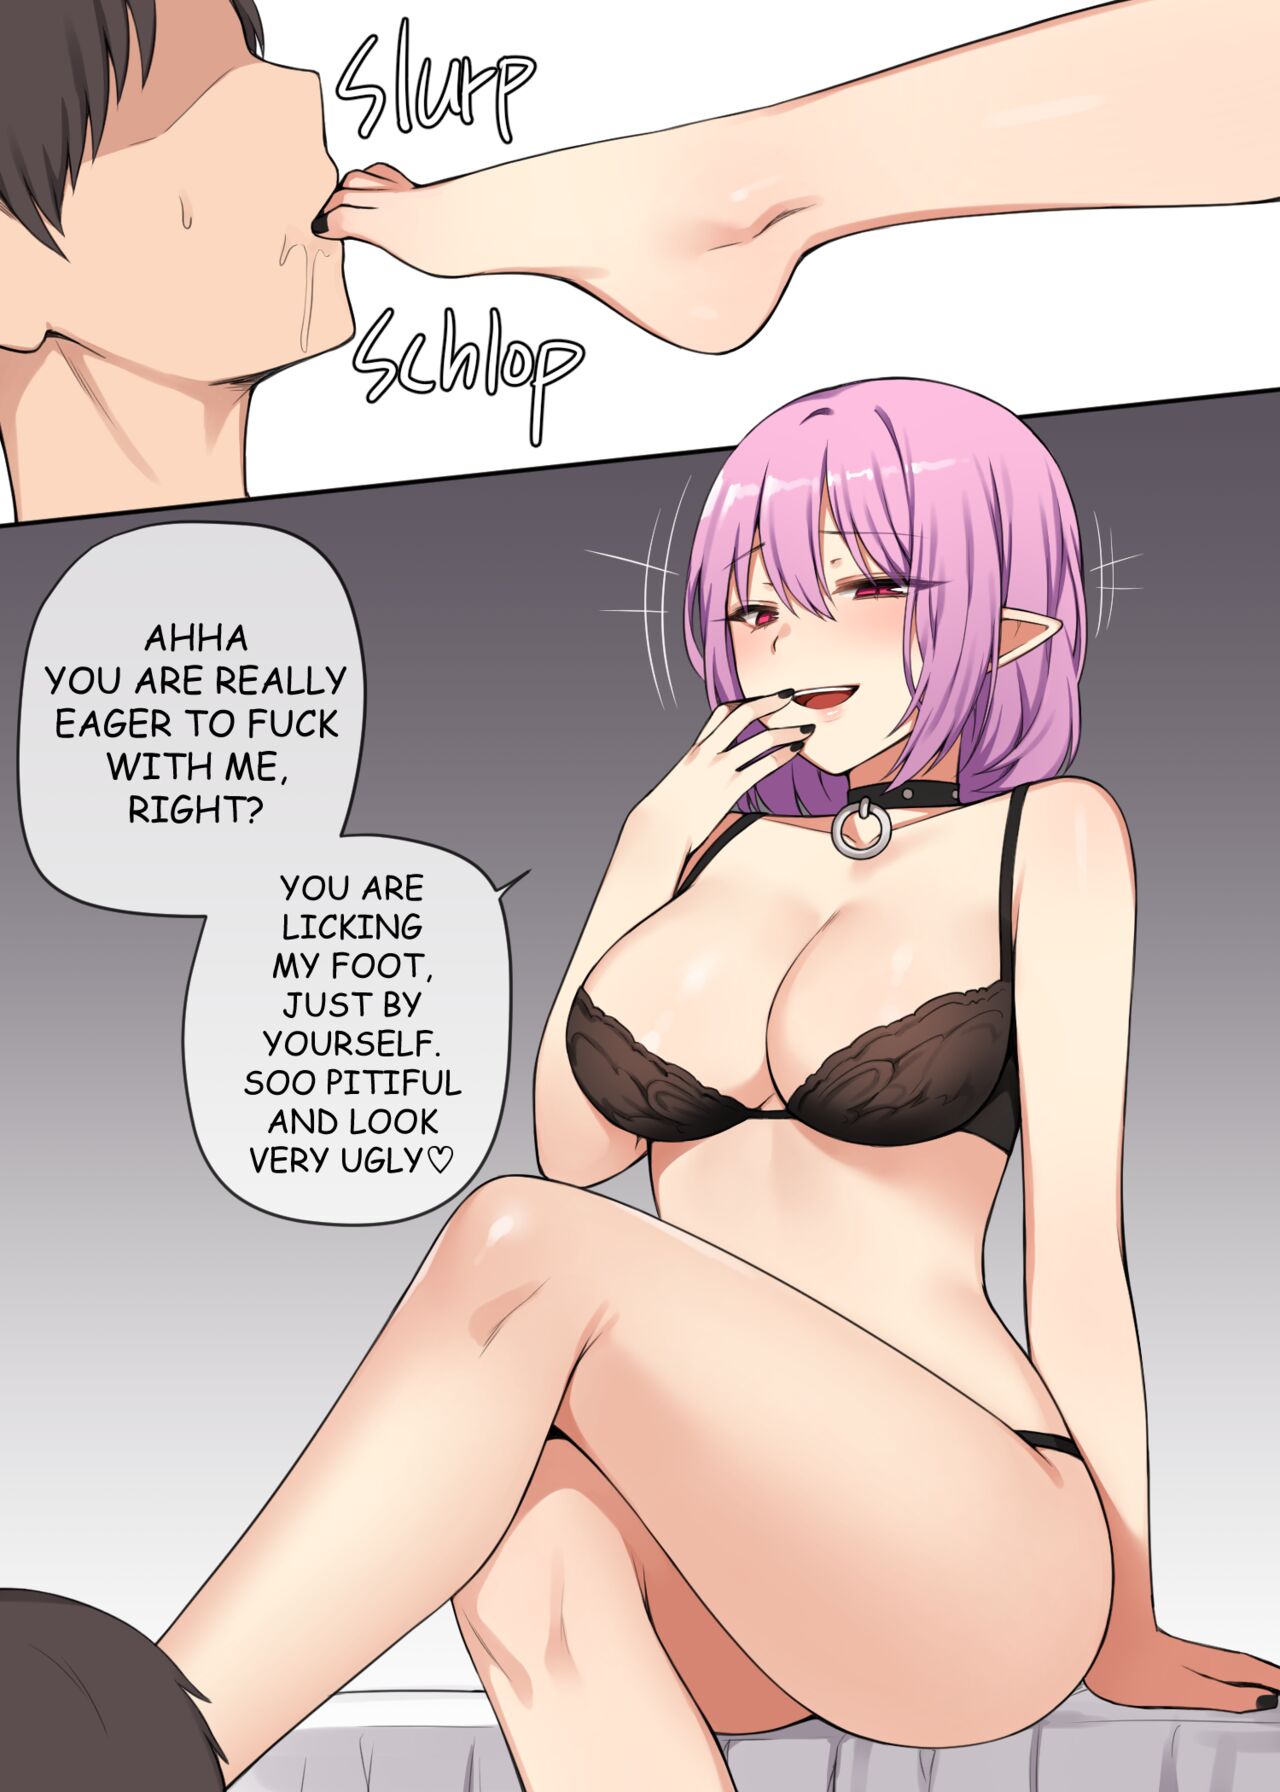 Slurp
Schlop
AHHA
YOU ARE REALLY
EAGER TO FUCK
WITH ME,
RIGHT?
YOU ARE
LICKING
MY FOOT,
JUST BY
YOURSELF.
SOO PITIFUL
AND LOOK
VERY UGLY♡